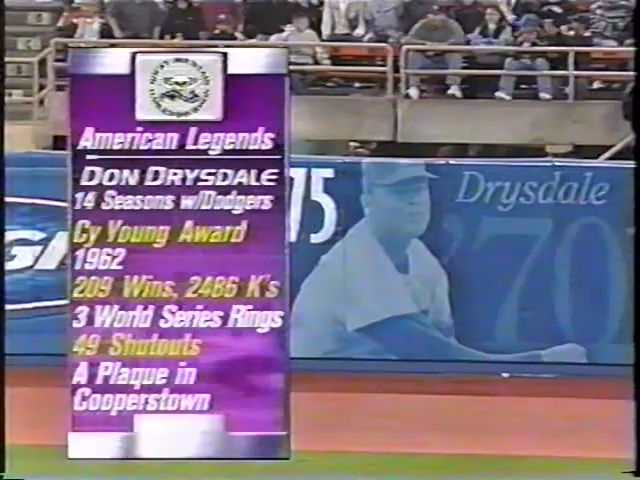 American Legends
DON DRYSDALE
14 Seasons w/Dodgers
Cy Young Award
1962
209 Wins, 2486 K's
3 World Series Rings
49 Shutouts
A Plaque in
Cooperstown
75
Drysdale
'70